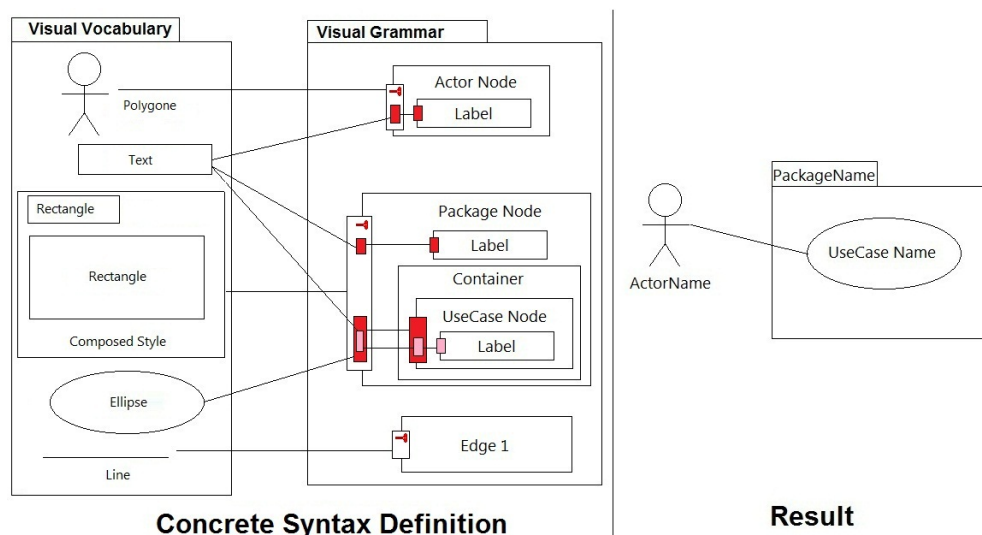 Visual Vocabulary
Polygone
Text
Rectangle
Rectangle
Composed Style
Ellipse
Line
Visual Grammar
Actor Node
Label
Package Node
Label
Container
UseCase Node
Label
Edge 1
Concrete Syntax Definition
PackageName
UseCase Name
ActorName
Result